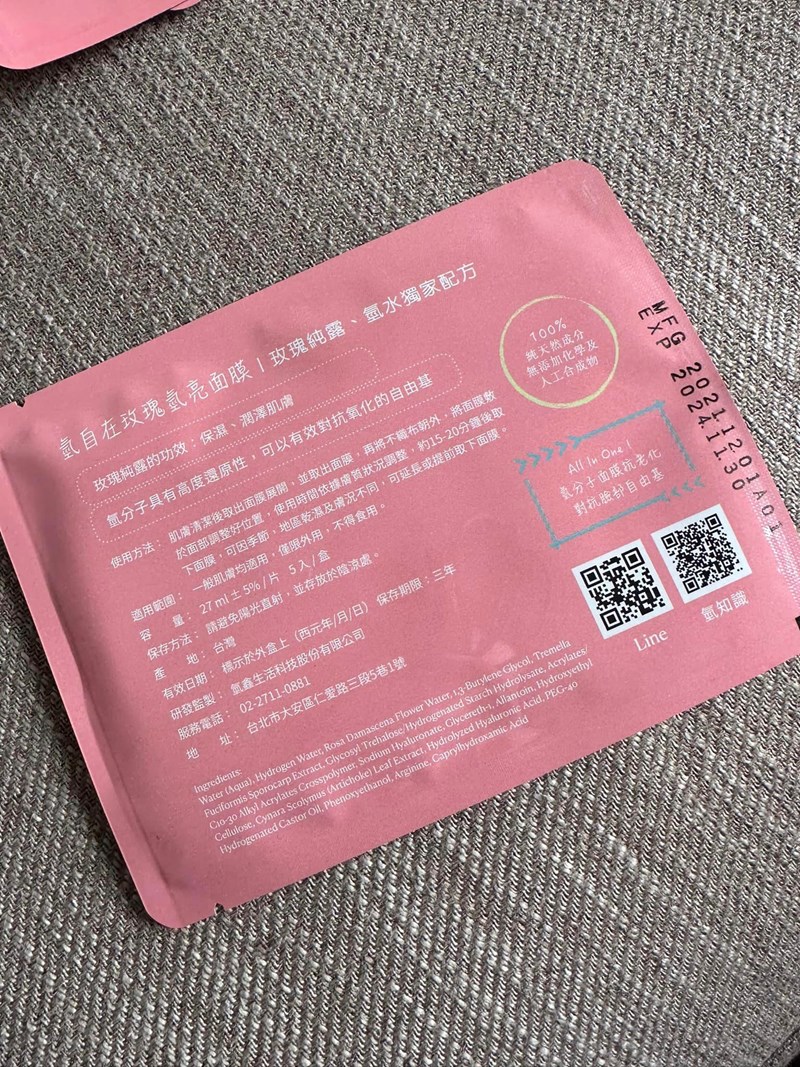 氫自在玫瑰氫亮面膜 | 玫瑰純露、氫水獨家配方
玫瑰純露的功效：保濕、潤澤肌膚
氫分子具有高度還原性，可以有效對抗氧化的自由基
使用方法： 肌膚清潔後取出面膜展開，並取出面膜，再將不織布朝外，將面膜敷
於面部調整好位置，使用時間依據膚質狀況調整，約15-20分鐘後取
下面膜，可因季節、地區乾濕及膚況不同，可延長或提前取下面膜。
適用範圍： 一般肌膚均適用，僅限外用，不得食用。
容 量： 27 ml ± 5% / 片 5 入 / 盒
保存方法： 請避免陽光直射，並存放於陰涼處。
產 地： 台灣
有效日期： 標示於外盒上（西元年/月/日） 保存期限：三年
研發監製： 氫鑫生活科技股份有限公司
服務電話： 02-2711-0881
地 址： 台北市大安區仁愛路三段5巷1號
Ingredients:
Water (Aqua), Hydrogen Water, Rosa Damascena Flower Water, 1,3-Butylene Glycol, Tremella
Fuciformis Sporocarp Extract, Glycosyl Trehalose/Hydrogenated Starch Hydrolysate, Acrylates/
C10-30 Alkyl Acrylates Crosspolymer, Sodium Hyaluronate, Glycereth-1, Allantoin, Hydroxyethyl
Cellulose, Cynara Scolymus (Artichoke) Leaf Extract, Hydrolyzed Hyaluronic Acid, PEG-40
Hydrogenated Castor Oil, Phenoxyethanol, Arginine, Caprylhydroxamic Acid
100%
純天然成分
無添加化學及
人工合成物
All In One !
氫分子面膜抗老化
對抗臉部自由基
Line
氫知識
MFG 20211201A01
EXP 2024.11.30